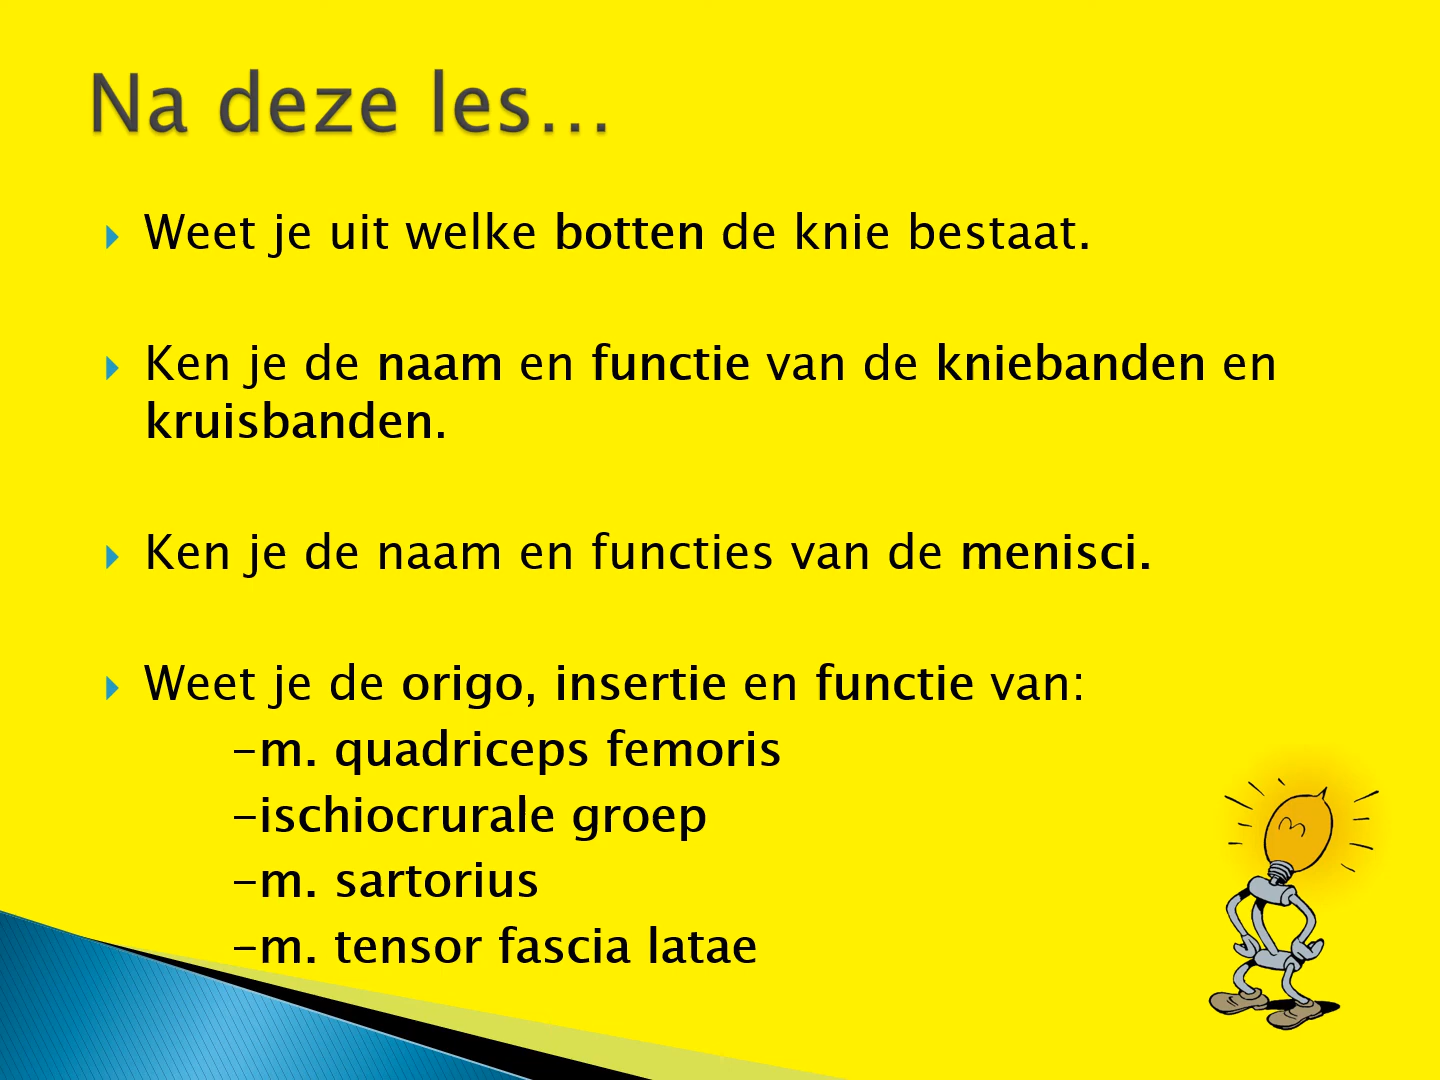 Na deze les…
Weet je uit welke botten de knie bestaat.
Ken je de naam en functie van de kniebanden en
kruisbanden.
Ken je de naam en functies van de menisci.
Weet je de origo, insertie en functie van:
-m. quadriceps femoris
-ischiocrurale groep
-m. sartorius
-m. tensor fascia latae